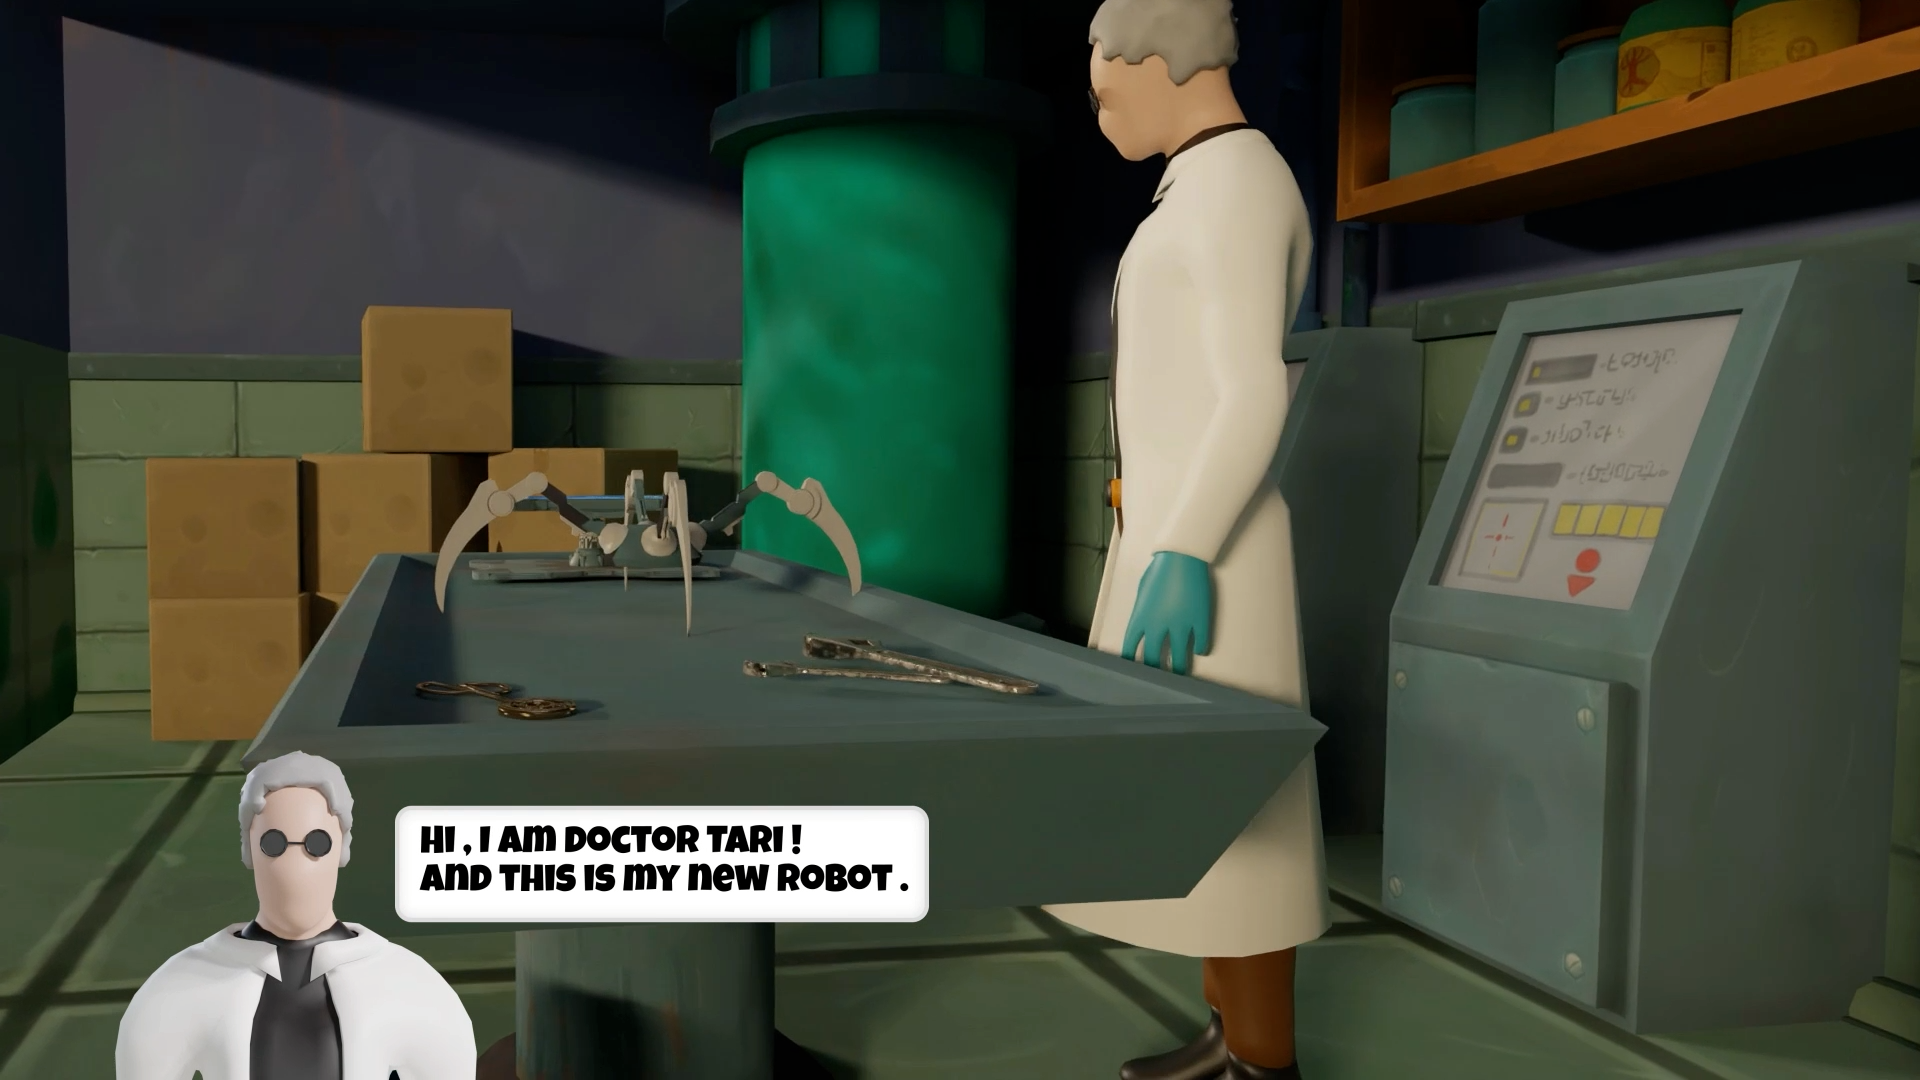 HI , I AM DOCTOR TARI !
AND THIS IS MY NEW ROBOT .